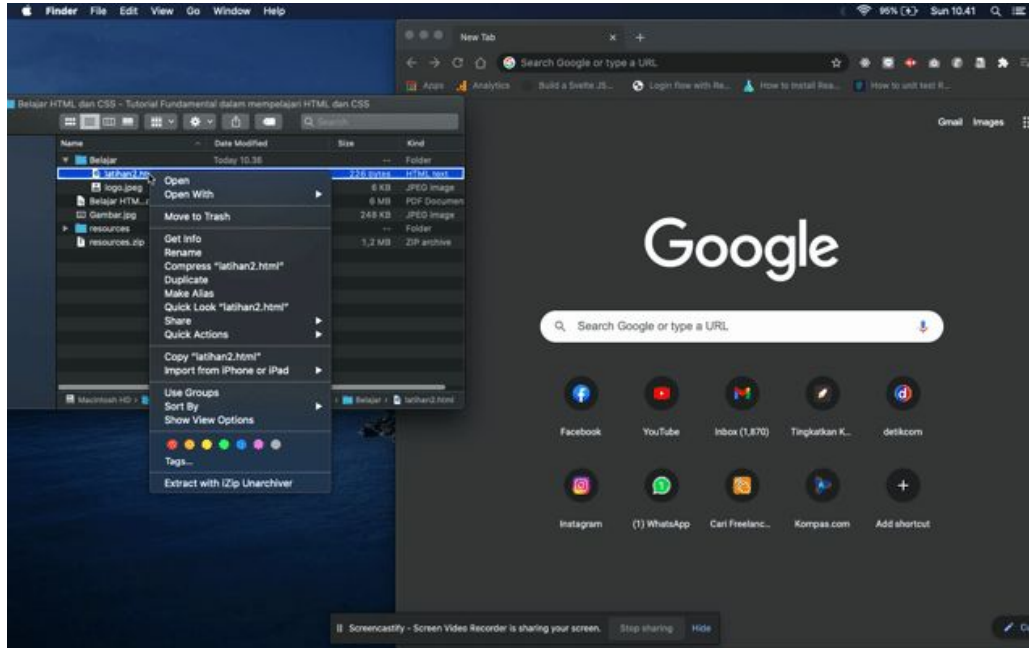 Finder File Edit View Go Window Help 95% Sun 10.41
New Tab
Search Google or type a URL
Apps Analytics Build a Svelte JS... Login flow with Re... How to install Rea... How to unit test R...
Gmail Images
Belajar HTML dan CSS - Tutorial Fundamental dalam mempelajari HTML dan CSS
Search
Name Date Modified Size Kind
Belajar Today 10.36 -- Folder
latihan2.ht 226 bytes HTML text
logo.jpeg 6 KB JPEG image
Belajar HTM... 6 MB PDF Documen
Gambar.jpg 248 KB JPEG image
resources -- Folder
resources.zip 1,2 MB ZIP archive
Macintosh HD Belajar latihan2.html
Open
Open With
Move to Trash
Get Info
Rename
Compress "latihan2.html"
Duplicate
Make Alias
Quick Look "latihan2.html"
Share
Quick Actions
Copy "latihan2.html"
Import from iPhone or iPad
Use Groups
Sort By
Show View Options
Tags...
Extract with iZip Unarchiver
Google
Search Google or type a URL
Facebook YouTube Inbox (1,870) Tingkatkan K... detikcom
Instagram (1) WhatsApp Cari Freelanc... Kompas.com Add shortcut
Screencastify - Screen Video Recorder is sharing your screen. Stop sharing Hide